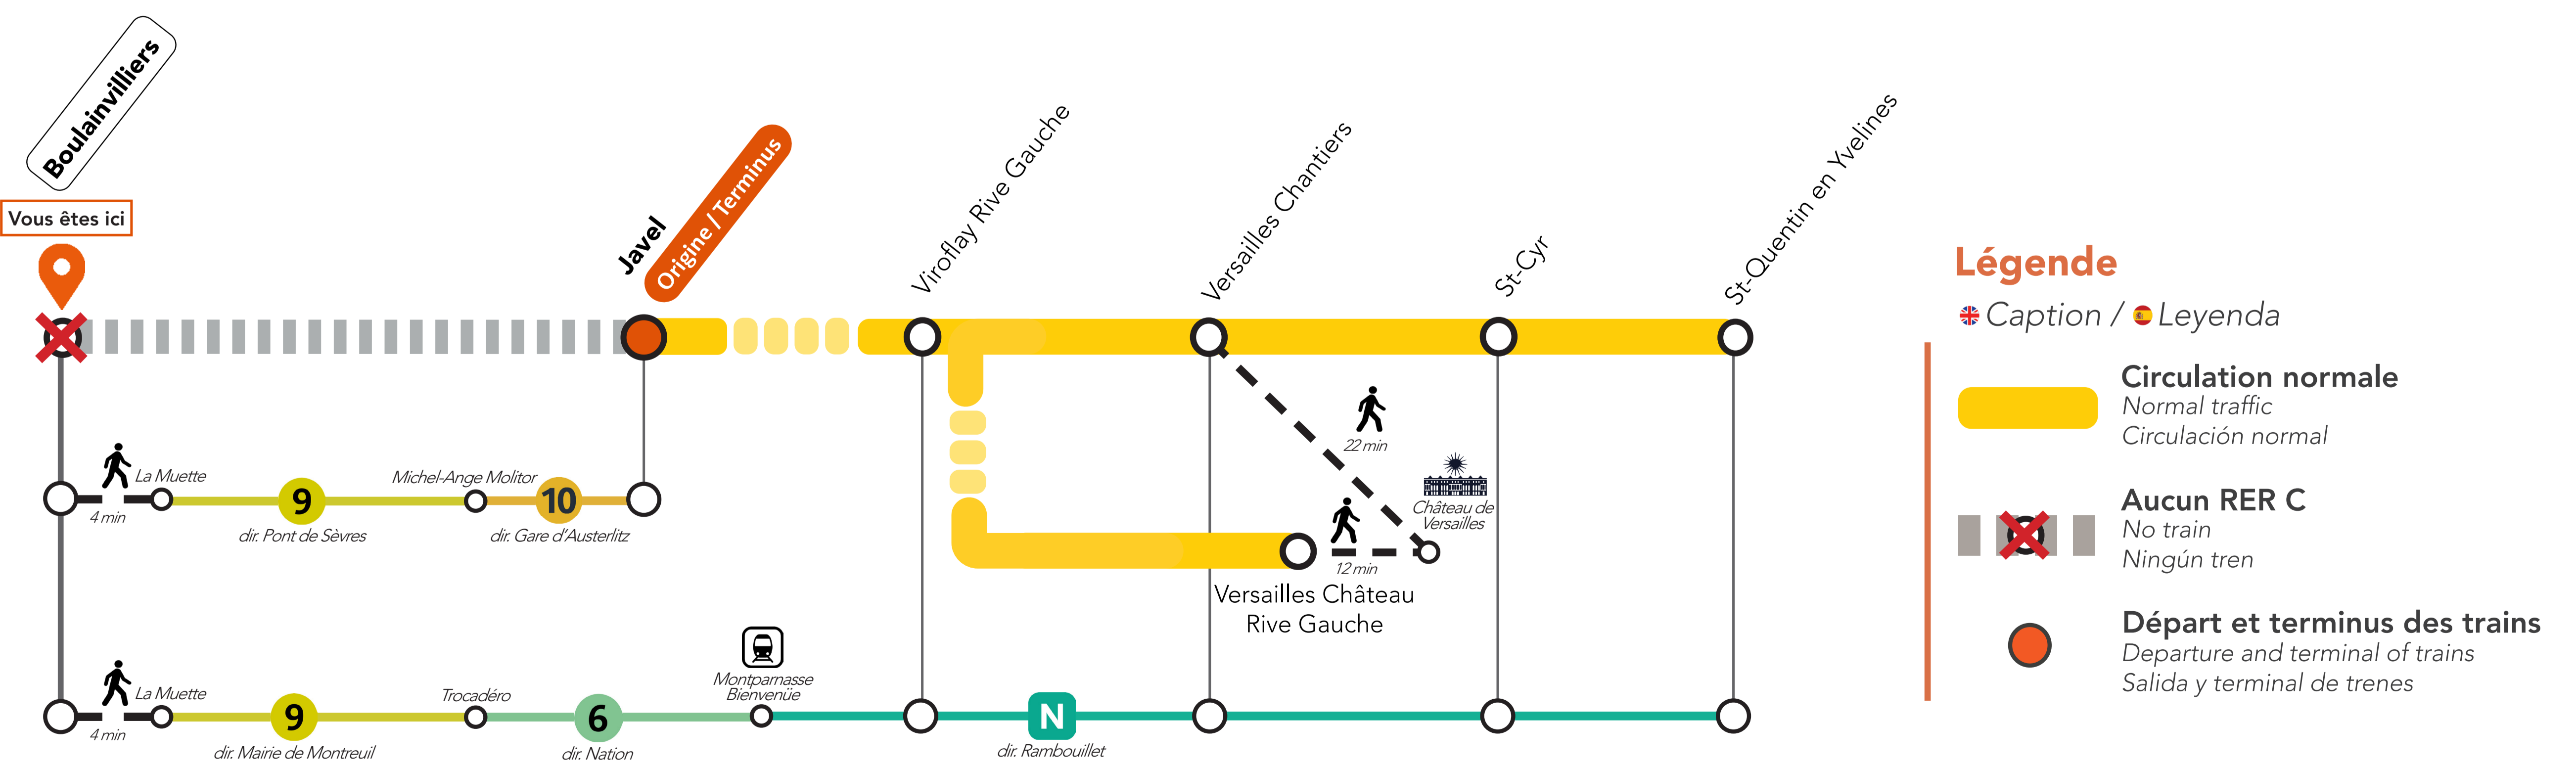 Boulainvilliers
Vous êtes ici
Javel
Origine / Terminus
Viroflay Rive Gauche
Versailles Chantiers
St-Cyr
St-Quentin en Yvelines
4 min
La Muette
9
dir. Pont de Sèvres
Michel-Ange Molitor
10
dir. Gare d'Austerlitz
22 min
Château de
Versailles
12 min
Versailles Château
Rive Gauche
4 min
La Muette
9
dir. Mairie de Montreuil
Trocadéro
6
dir. Nation
Montparnasse
Bienvenüe
N
dir. Rambouillet
Légende
Caption / Leyenda
Circulation normale
Normal traffic
Circulación normal
Aucun RER C
No train
Ningún tren
Départ et terminus des trains
Departure and terminal of trains
Salida y terminal de trenes